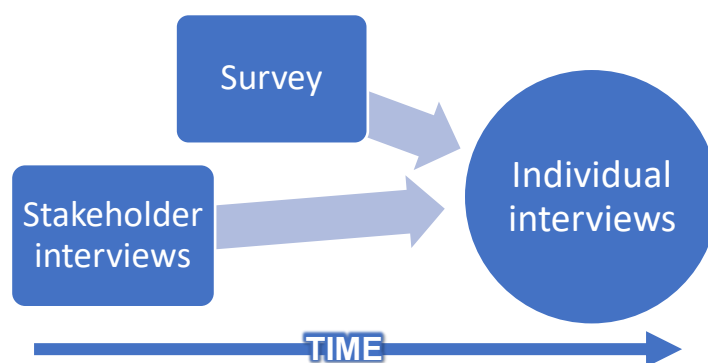 Survey
Stakeholder
interviews
Individual
interviews
TIME